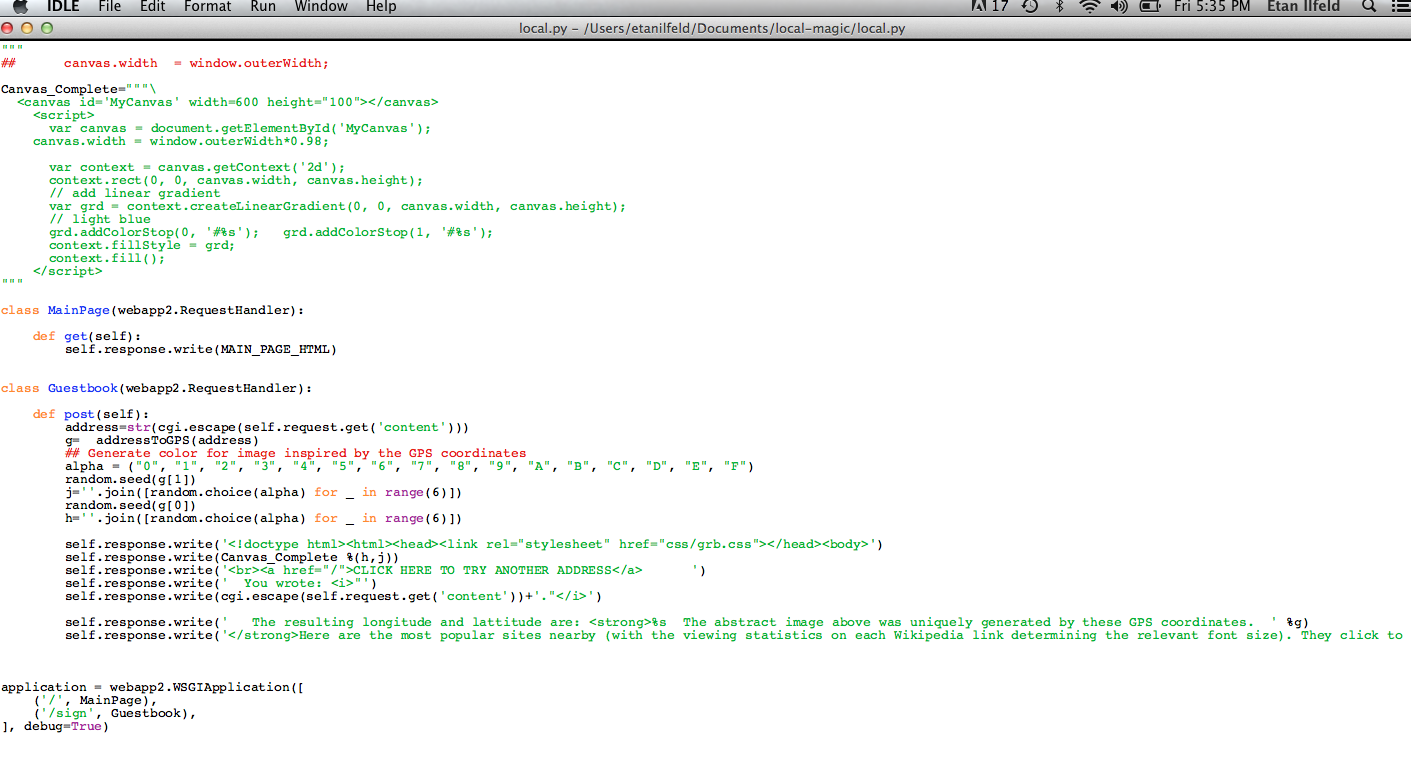 IDLE File Edit Format Run Window Help 17 Fri 5:35 PM Etan Ilfeld
local.py – /Users/etanilfeld/Documents/local-magic/local.py
"""
##      canvas.width  = window.outerWidth;
Canvas_Complete="""\
  <canvas id='MyCanvas' width=600 height="100"></canvas>
    <script>
      var canvas = document.getElementById('MyCanvas');
    canvas.width = window.outerWidth*0.98;
      var context = canvas.getContext('2d');
      context.rect(0, 0, canvas.width, canvas.height);
      // add linear gradient
      var grd = context.createLinearGradient(0, 0, canvas.width, canvas.height);
      // light blue
      grd.addColorStop(0, '#%s');   grd.addColorStop(1, '#%s');
      context.fillStyle = grd;
      context.fill();
    </script>
"""
class MainPage(webapp2.RequestHandler):
    def get(self):
        self.response.write(MAIN_PAGE_HTML)
class Guestbook(webapp2.RequestHandler):
    def post(self):
        address=str(cgi.escape(self.request.get('content')))
        g=  addressToGPS(address)
        ## Generate color for image inspired by the GPS coordinates
        alpha = ("0", "1", "2", "3", "4", "5", "6", "7", "8", "9", "A", "B", "C", "D", "E", "F")
        random.seed(g[1])
        j=''.join([random.choice(alpha) for _ in range(6)])
        random.seed(g[0])
        h=''.join([random.choice(alpha) for _ in range(6)])
        self.response.write('<!doctype html><html><head><link rel="stylesheet" href="css/grb.css"></head><body>')
        self.response.write(Canvas_Complete %(h,j))
        self.response.write('<br><a href="/">CLICK HERE TO TRY ANOTHER ADDRESS</a>      ')
        self.response.write('  You wrote: <i>"')
        self.response.write(cgi.escape(self.request.get('content'))+'."</i>')
        self.response.write('   The resulting longitude and lattitude are: <strong>%s  The abstract image above was uniquely generated by these GPS coordinates.  ' %g)
        self.response.write('</strong>Here are the most popular sites nearby (with the viewing statistics on each Wikipedia link determining the relevant font size). They click to
application = webapp2.WSGIApplication([
    ('/', MainPage),
    ('/sign', Guestbook),
], debug=True)